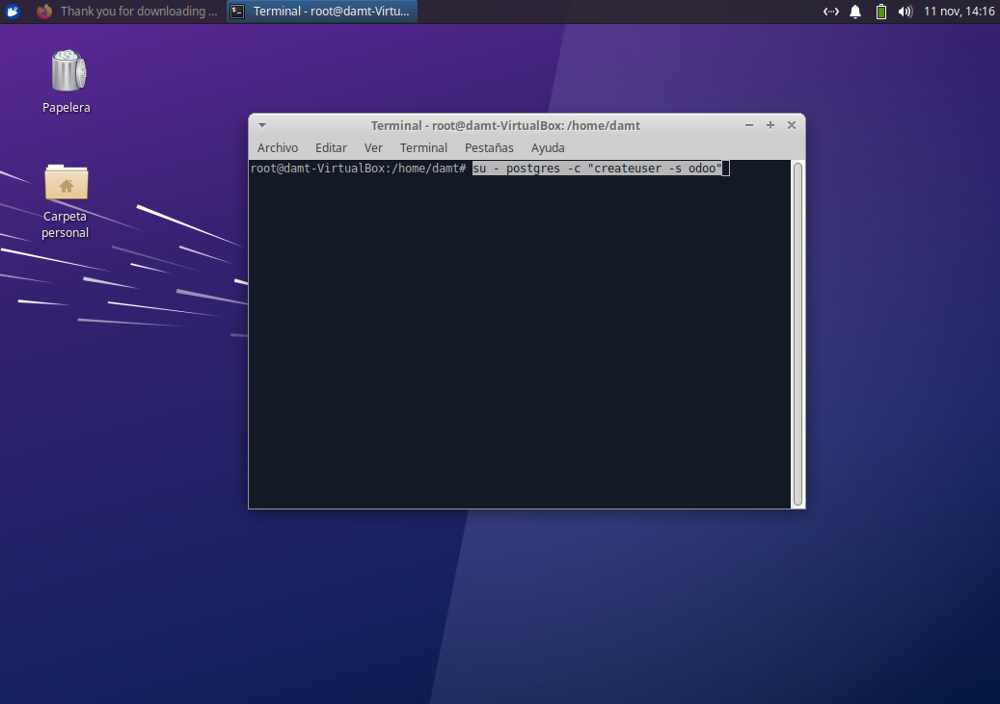 Thank you for downloading ...
Terminal - root@damt-Virtu...
11 nov, 14:16
Papelera
Carpeta
personal
Terminal - root@damt-VirtualBox: /home/damt
Archivo Editar Ver Terminal Pestañas Ayuda
root@damt-VirtualBox:/home/damt# su - postgres -c "createuser -s odoo"